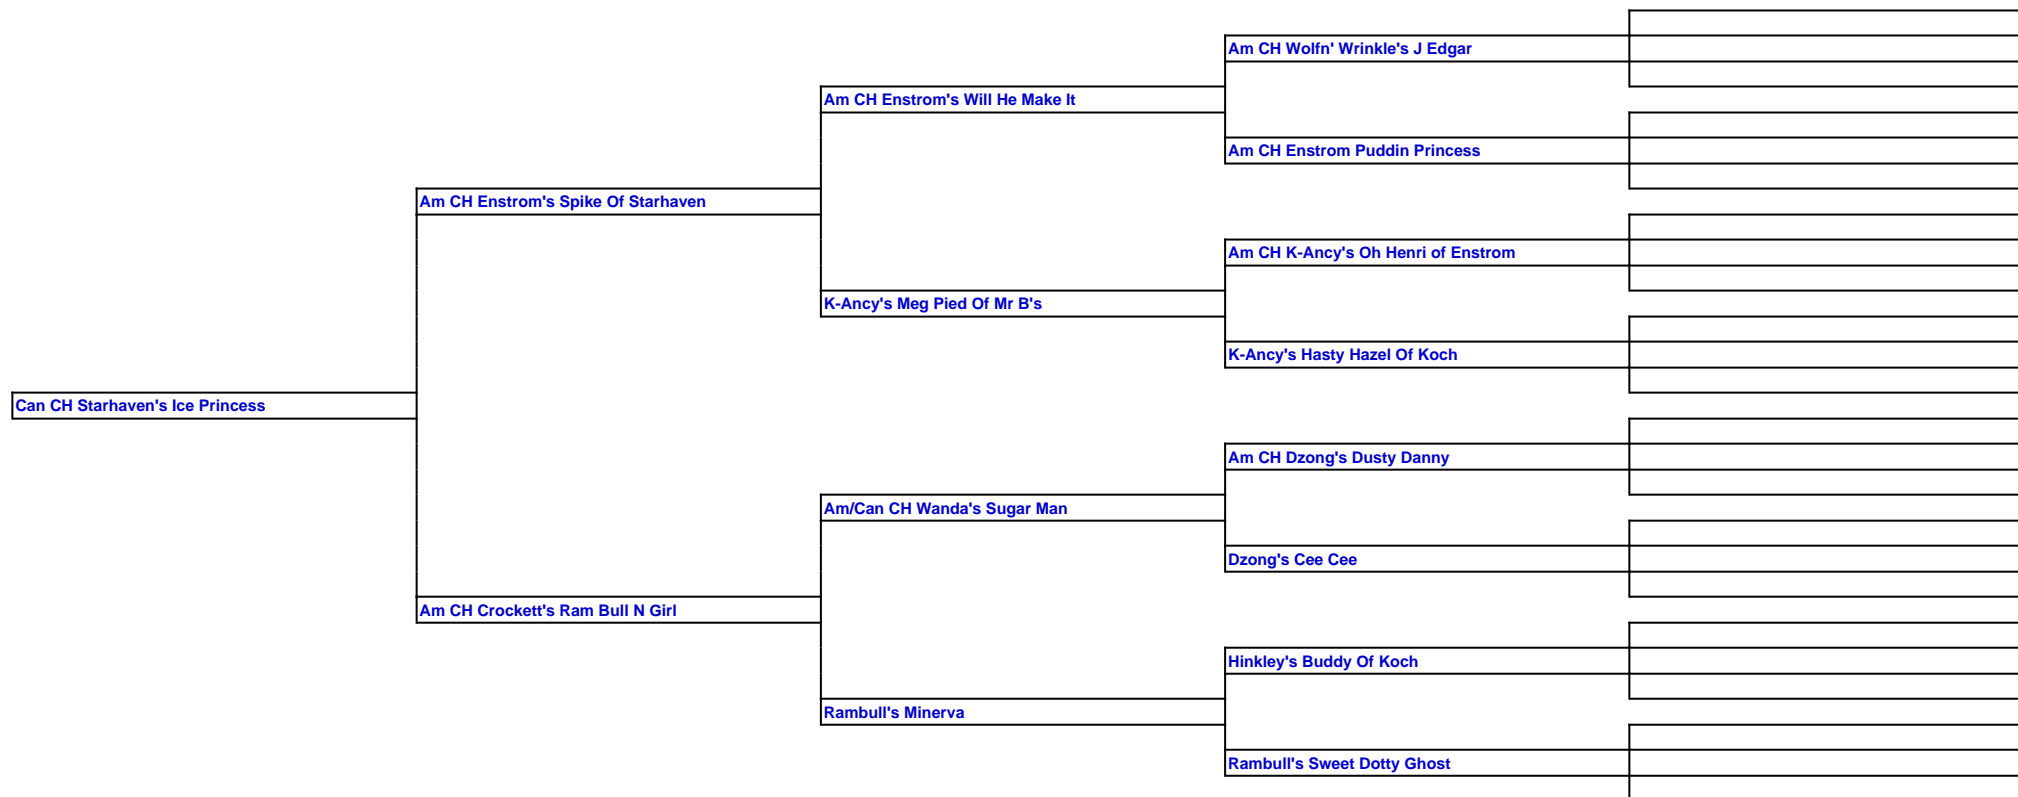 Am CH Wolfn' Wrinkle's J Edgar
Am CH Enstrom's Will He Make It
Am CH Enstrom Puddin Princess
Am CH Enstrom's Spike Of Starhaven
Am CH K-Ancy's Oh Henri of Enstrom
K-Ancy's Meg Pied Of Mr B's
K-Ancy's Hasty Hazel Of Koch
Can CH Starhaven's Ice Princess
Am CH Dzong's Dusty Danny
Am/Can CH Wanda's Sugar Man
Dzong's Cee Cee
Am CH Crockett's Ram Bull N Girl
Hinkley's Buddy Of Koch
Rambull's Minerva
Rambull's Sweet Dotty Ghost